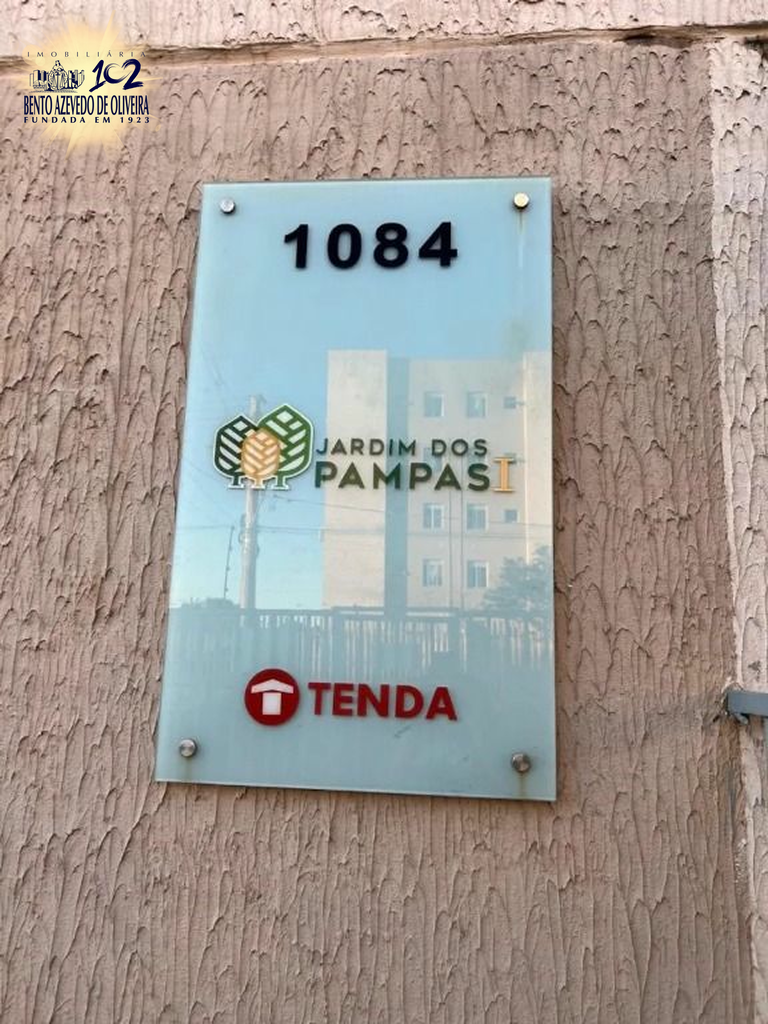 IMOBILIÁRIA
102
BENTO AZEVEDO DE OLIVEIRA
FUNDADA EM 1923
1084
JARDIM DOS
PAMPAS I
TENDA